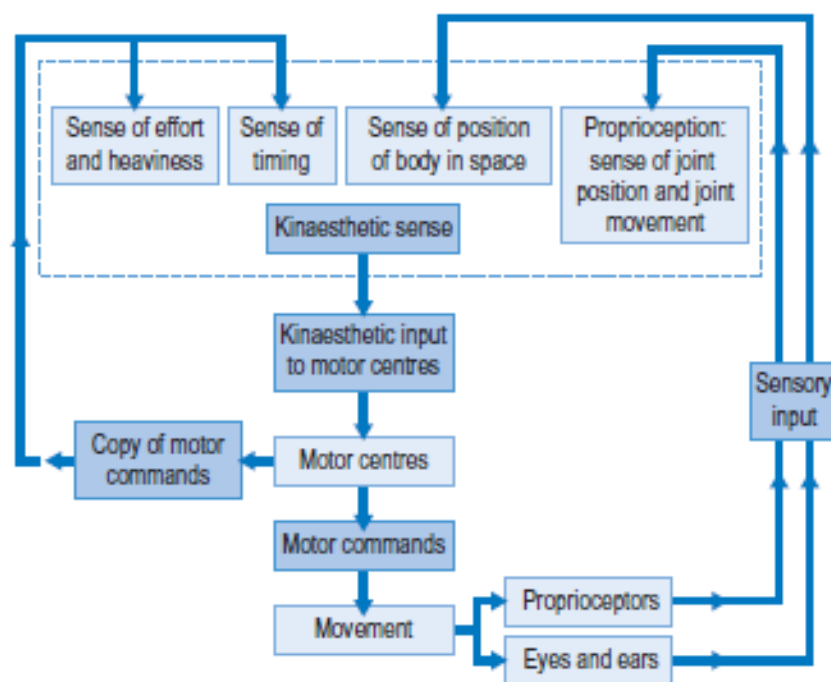 Sense of effort
and heaviness
Sense of
timing
Sense of position
of body in space
Proprioception:
sense of joint
position and joint
movement
Kinaesthetic sense
Kinaesthetic input
to motor centres
Sensory
input
Copy of motor
commands
Motor centres
Motor commands
Movement
Proprioceptors
Eyes and ears